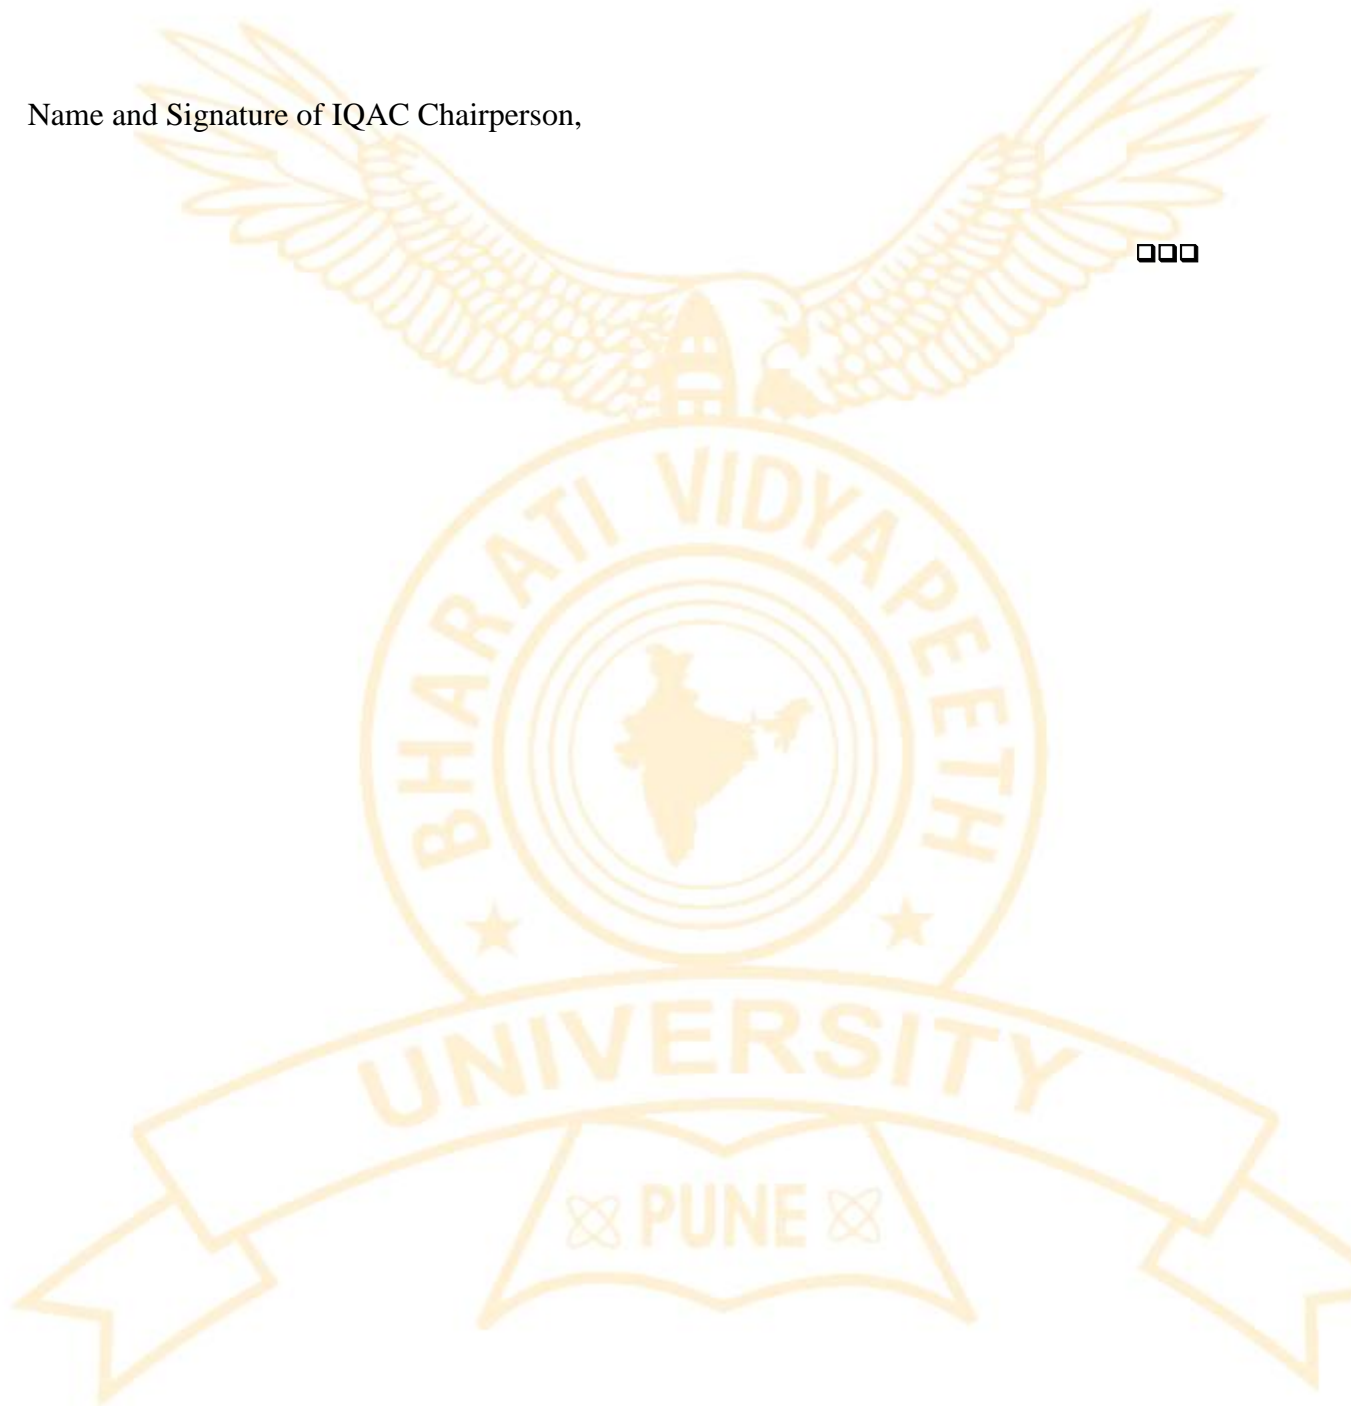 Name and Signature of IQAC Chairperson,
❑❑❑
BHARATI VIDYAPEETH
UNIVERSITY
PUNE